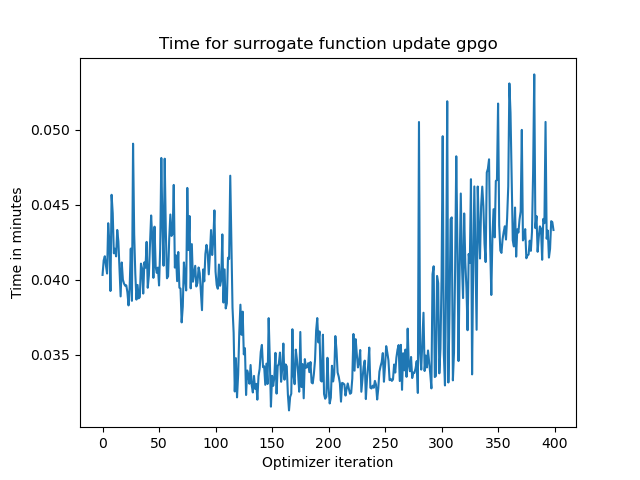 Time for surrogate function update gpgo
0.050
0.045
0.040
0.035
Time in minutes
0 50 100 150 200 250 300 350 400
Optimizer iteration